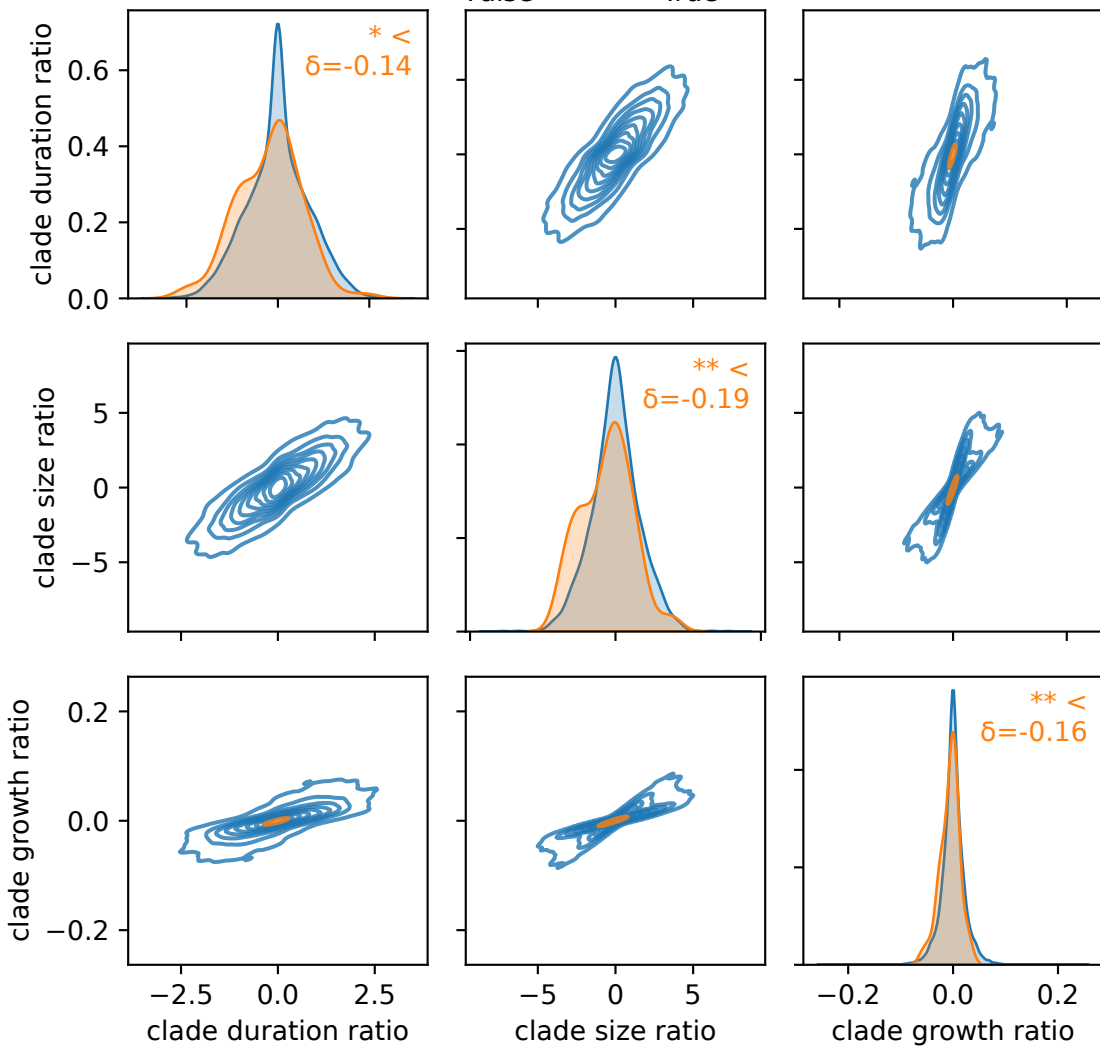 clade duration ratio
0.6
0.4
0.2
0.0
* <
δ=-0.14
clade size ratio
5
0
−5
** <
δ=-0.19
clade growth ratio
0.2
0.0
−0.2
** <
δ=-0.16
−2.5 0.0 2.5
−5 0 5
−0.2 0.0 0.2
clade duration ratio
clade size ratio
clade growth ratio